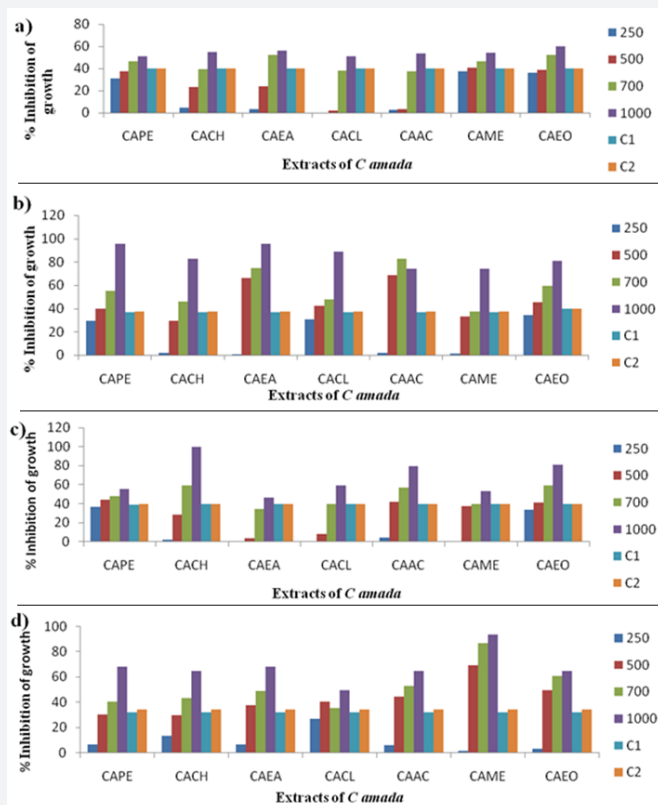 a)
% Inhibition of
growth
80
60
40
20
0
CAPE CACH CAEA CACL CAAC CAME CAEO
Extracts of C amada
250
500
700
1000
C1
C2
b)
% Inhibition of growth
120
100
80
60
40
20
0
CAPE CACH CAEA CACL CAAC CAME CAEO
Extracts of C amada
250
500
700
1000
C1
C2
c)
% Inhibition of growth
120
100
80
60
40
20
0
CAPE CACH CAEA CACL CAAC CAME CAEO
Extracts of C amada
250
500
700
1000
C1
C2
d)
% Inhibition of growth
100
80
60
40
20
0
CAPE CACH CAEA CACL CAAC CAME CAEO
Extracts of C amada
250
500
700
1000
C1
C2